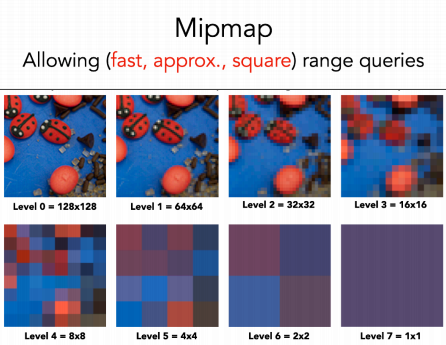 Mipmap
Allowing (fast, approx., square) range queries
Level 0 = 128x128
Level 1 = 64x64
Level 2 = 32x32
Level 3 = 16x16
Level 4 = 8x8
Level 5 = 4x4
Level 6 = 2x2
Level 7 = 1x1